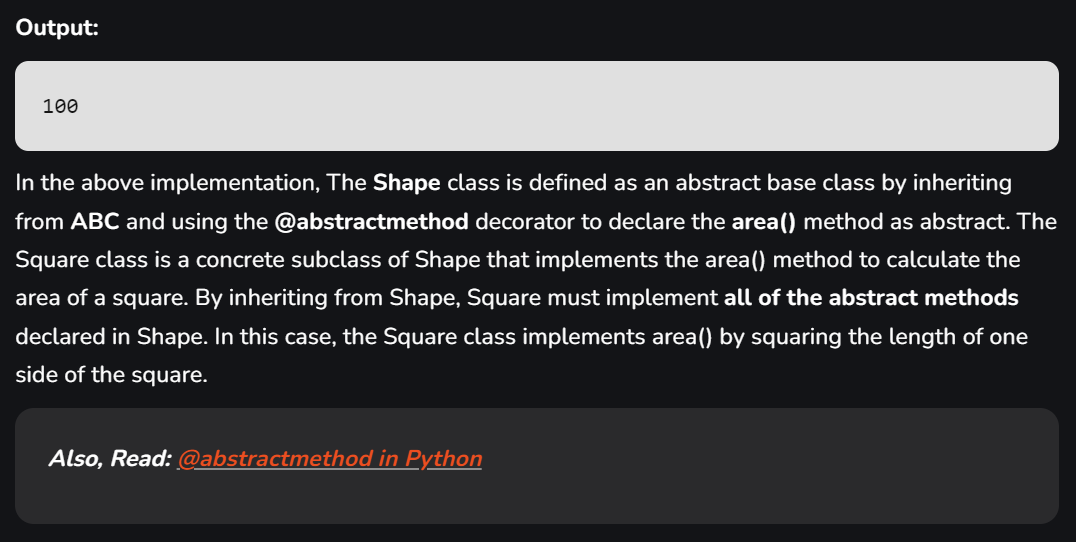 Output:
100
In the above implementation, The Shape class is defined as an abstract base class by inheriting
from ABC and using the @abstractmethod decorator to declare the area() method as abstract. The
Square class is a concrete subclass of Shape that implements the area() method to calculate the
area of a square. By inheriting from Shape, Square must implement all of the abstract methods
declared in Shape. In this case, the Square class implements area() by squaring the length of one
side of the square.
Also, Read: @abstractmethod in Python